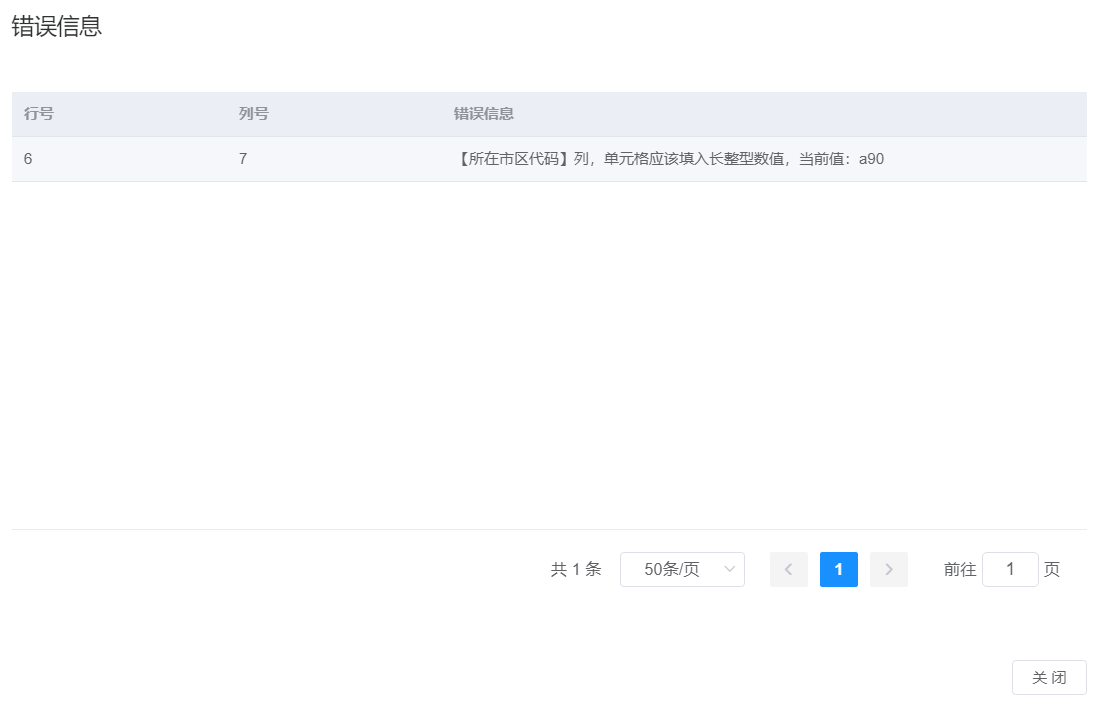 错误信息
行号 列号 错误信息
6 7 【所在市区代码】列，单元格应该填入长整型数值，当前值：a90
共 1 条 50条/页 1 前往 1 页
关 闭